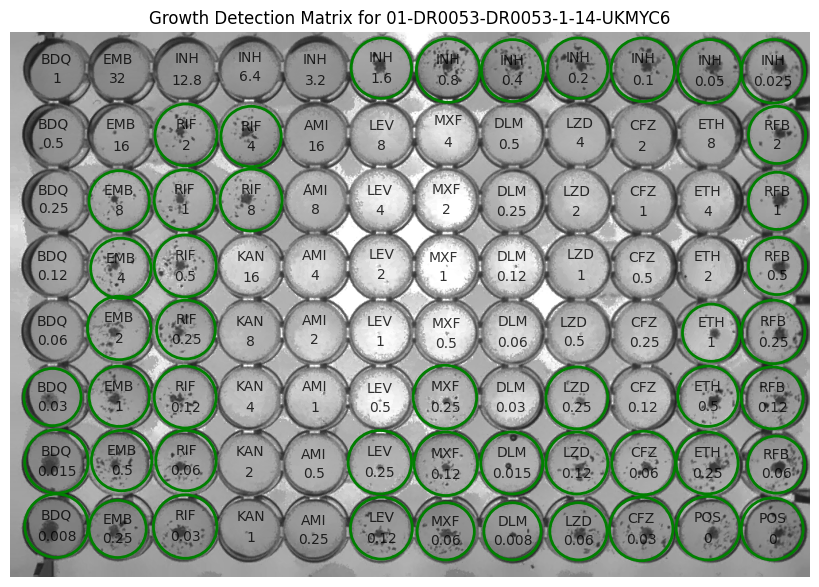 Growth Detection Matrix for 01-DR0053-DR0053-1-14-UKMYC6
BDQ EMB INH INH INH INH INH INH INH INH INH INH
1 32 12.8 6.4 3.2 1.6 0.8 0.4 0.2 0.1 0.05 0.025
BDQ EMB RIF RIF AMI LEV MXF DLM LZD CFZ ETH RFB
0.5 16 2 4 16 8 4 0.5 4 2 8 2
BDQ EMB RIF RIF AMI LEV MXF DLM LZD CFZ ETH RFB
0.25 8 1 8 8 4 2 0.25 2 1 4 1
BDQ EMB RIF KAN AMI LEV MXF DLM LZD CFZ ETH RFB
0.12 4 0.5 16 4 2 1 0.12 1 0.5 2 0.5
BDQ EMB RIF KAN AMI LEV MXF DLM LZD CFZ ETH RFB
0.06 2 0.25 8 2 1 0.5 0.06 0.5 0.25 1 0.25
BDQ EMB RIF KAN AMI LEV MXF DLM LZD CFZ ETH RFB
0.03 1 0.12 4 1 0.5 0.25 0.03 0.25 0.12 0.5 0.12
BDQ EMB RIF KAN AMI LEV MXF DLM LZD CFZ ETH RFB
0.015 0.5 0.06 2 0.5 0.25 0.12 0.015 0.12 0.06 0.25 0.06
BDQ EMB RIF KAN AMI LEV MXF DLM LZD CFZ POS POS
0.008 0.25 0.03 1 0.25 0.12 0.06 0.008 0.06 0.03 0 0